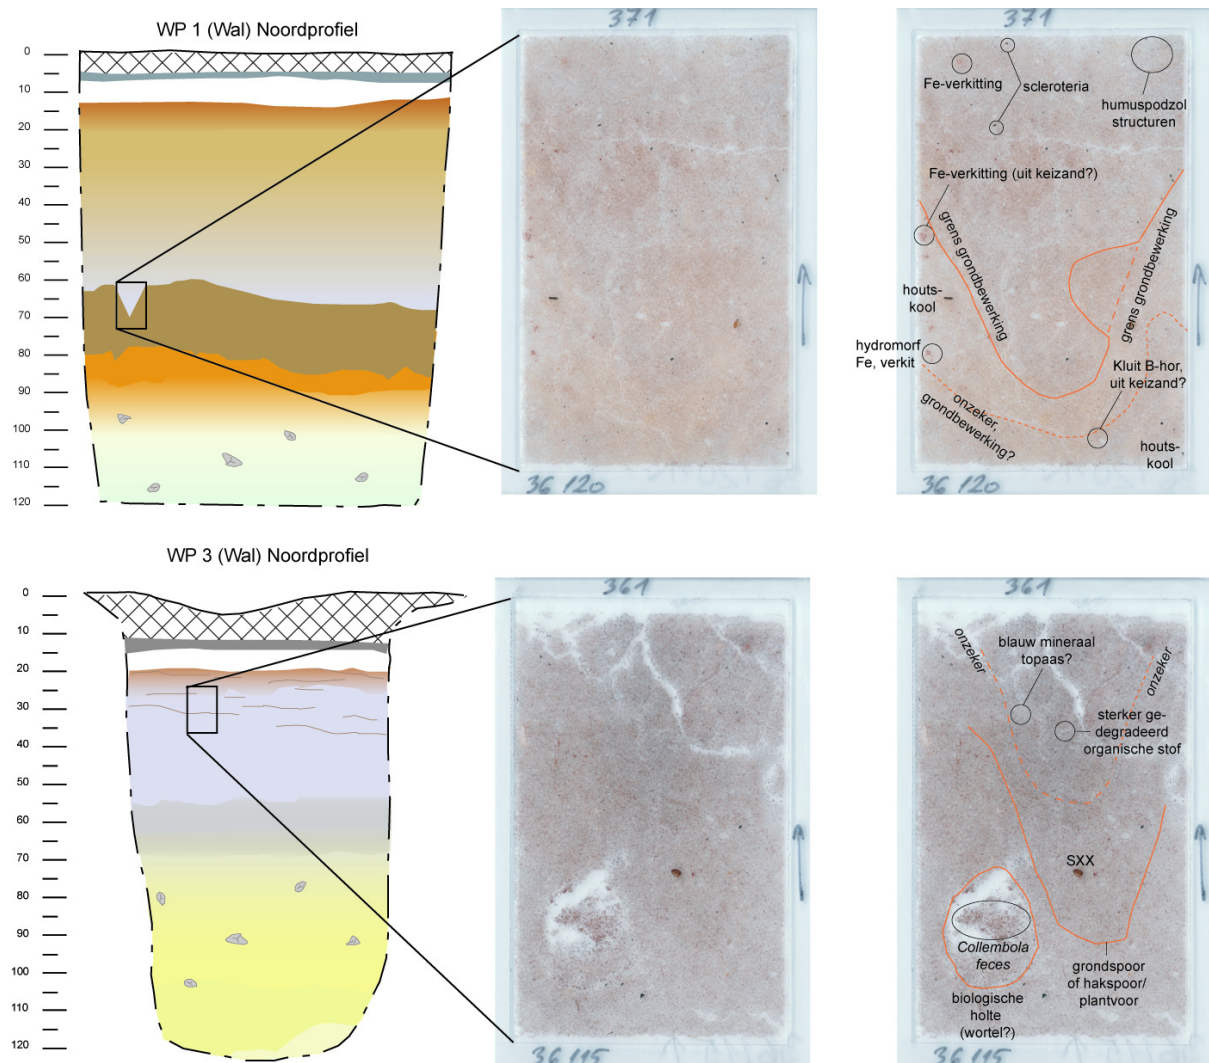 WP 1 (Wal) Noordprofiel
0
10
20
30
40
50
60
70
80
90
100
110
120
371
36 120
371
Fe-verkitting
scleroteria
humuspodzol
structuren
Fe-verkitting (uit keizand?)
grens grondbewerking
grens grondbewerking
houts-
kool
hydromorf
Fe, verkit
Kluit B-hor,
uit keizand?
onzeker,
grondbewerking?
houts-
kool
36 120
WP 3 (Wal) Noordprofiel
0
10
20
30
40
50
60
70
80
90
100
110
120
361
36 115
361
onzeker
blauw mineraal
topaas?
onzeker
sterker ge-
degradeerd
organische stof
SXX
Collembola
feces
biologische
holte
(wortel?)
grondspoor
of hakspoor/
plantvoor
36 115